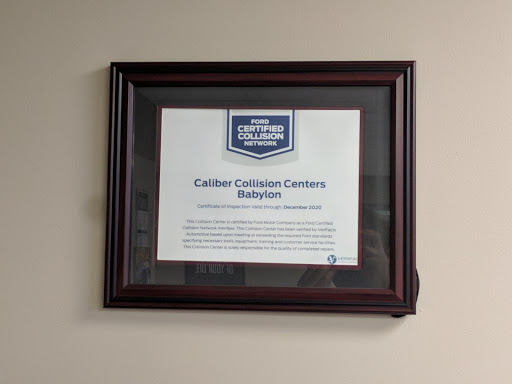 FORD
CERTIFIED
COLLISION
NETWORK
Caliber Collision Centers
Babylon
Certificate of Inspection Valid through: December 2020
This Collision Center is certified by Ford Motor Company as a Ford Certified
Collision Network member. This Collision Center has been verified by VeriFacts
Automotive based upon meeting or exceeding the required Ford standards
specifying necessary tools, equipment, training and customer service facilities.
This Collision Center is solely responsible for the quality of completed repairs.